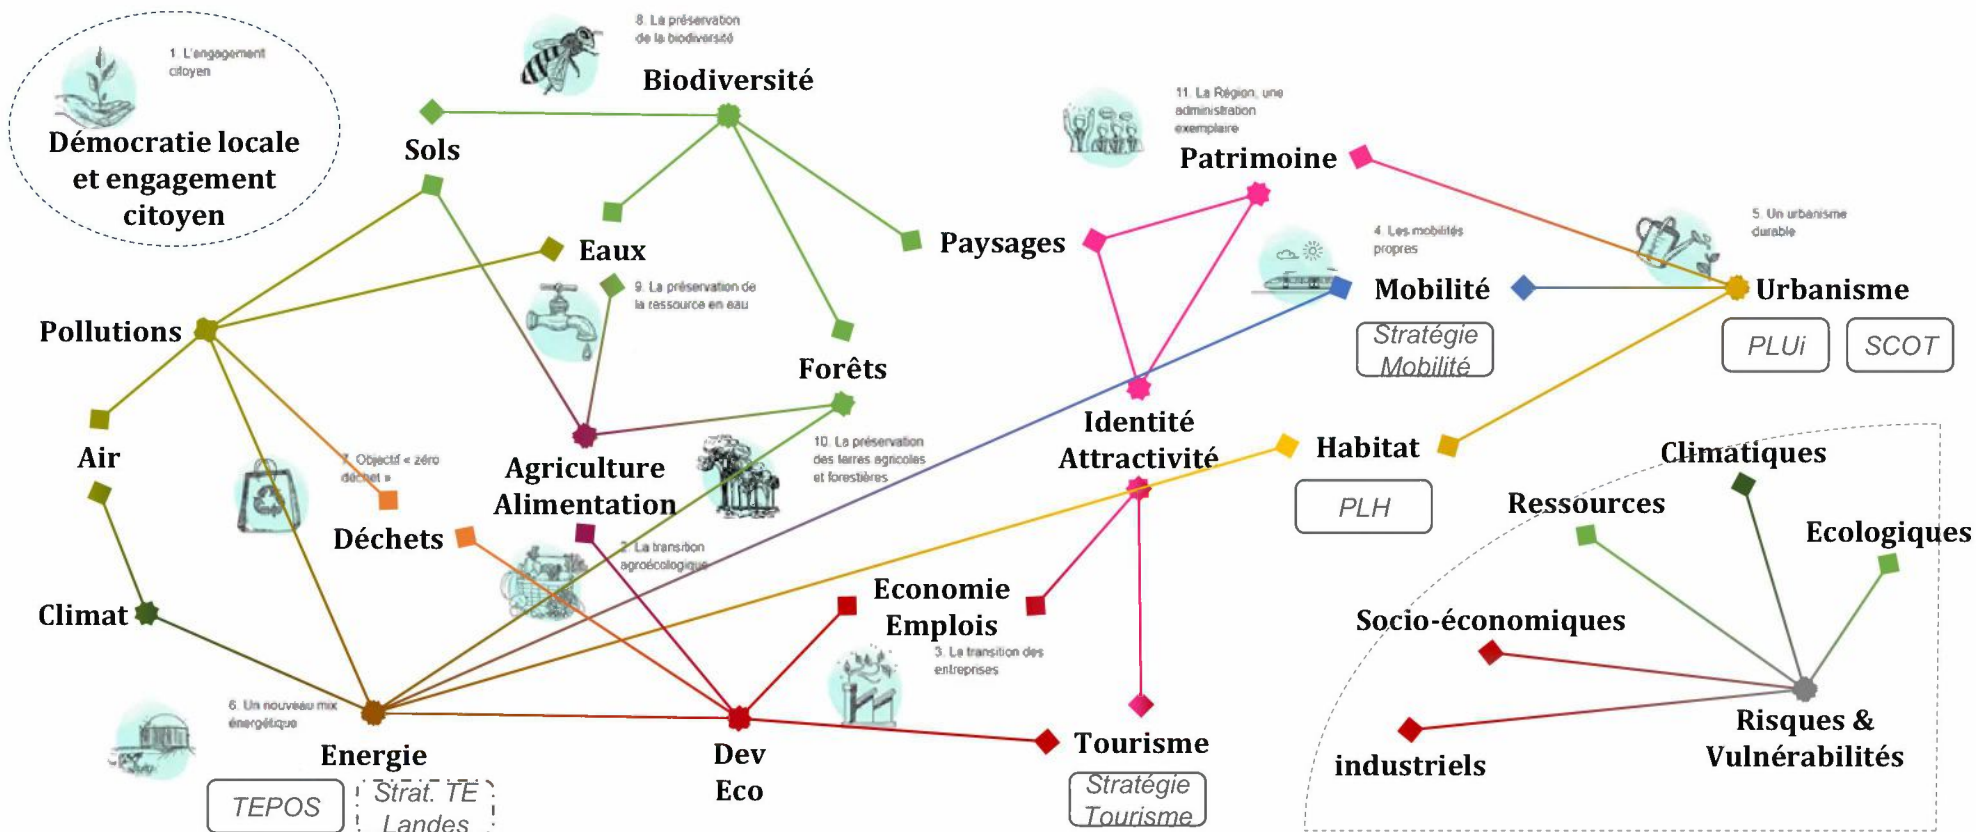 1. L'engagement
citoyen
Démocratie locale
et engagement
citoyen
8. La préservation
de la biodiversité
Biodiversité
Sols
Eaux
9. La préservation de
la ressource en eau
Paysages
11. La Région, une
administration
exemplaire
Patrimoine
4. Les mobilités
propres
Mobilité
Stratégie
Mobilité
5. Un urbanisme
durable
Urbanisme
PLUi
SCOT
Pollutions
Forêts
Air
7. Objectif « zéro
déchet »
Déchets
Agriculture
Alimentation
10. La préservation
des terres agricoles
et forestières
2. La transition
agroécologique
Identité
Attractivité
Habitat
PLH
Climat
Economie
Emplois
3. La transition des
entreprises
6. Un nouveau mix
énergétique
Energie
TEPOS
Strat. TE
Landes
Dev
Eco
Tourisme
Stratégie
Tourisme
Climatiques
Ressources
Ecologiques
Socio-économiques
industriels
Risques &
Vulnérabilités